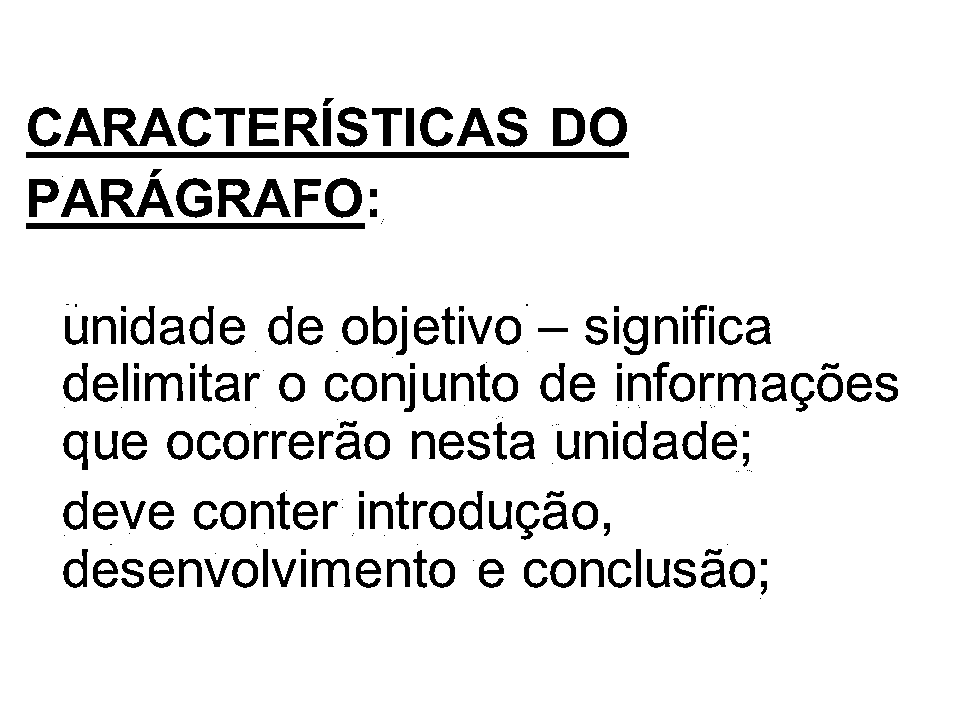 CARACTERÍSTICAS DO
PARÁGRAFO:
unidade de objetivo – significa
delimitar o conjunto de informações
que ocorrerão nesta unidade;
deve conter introdução,
desenvolvimento e conclusão;